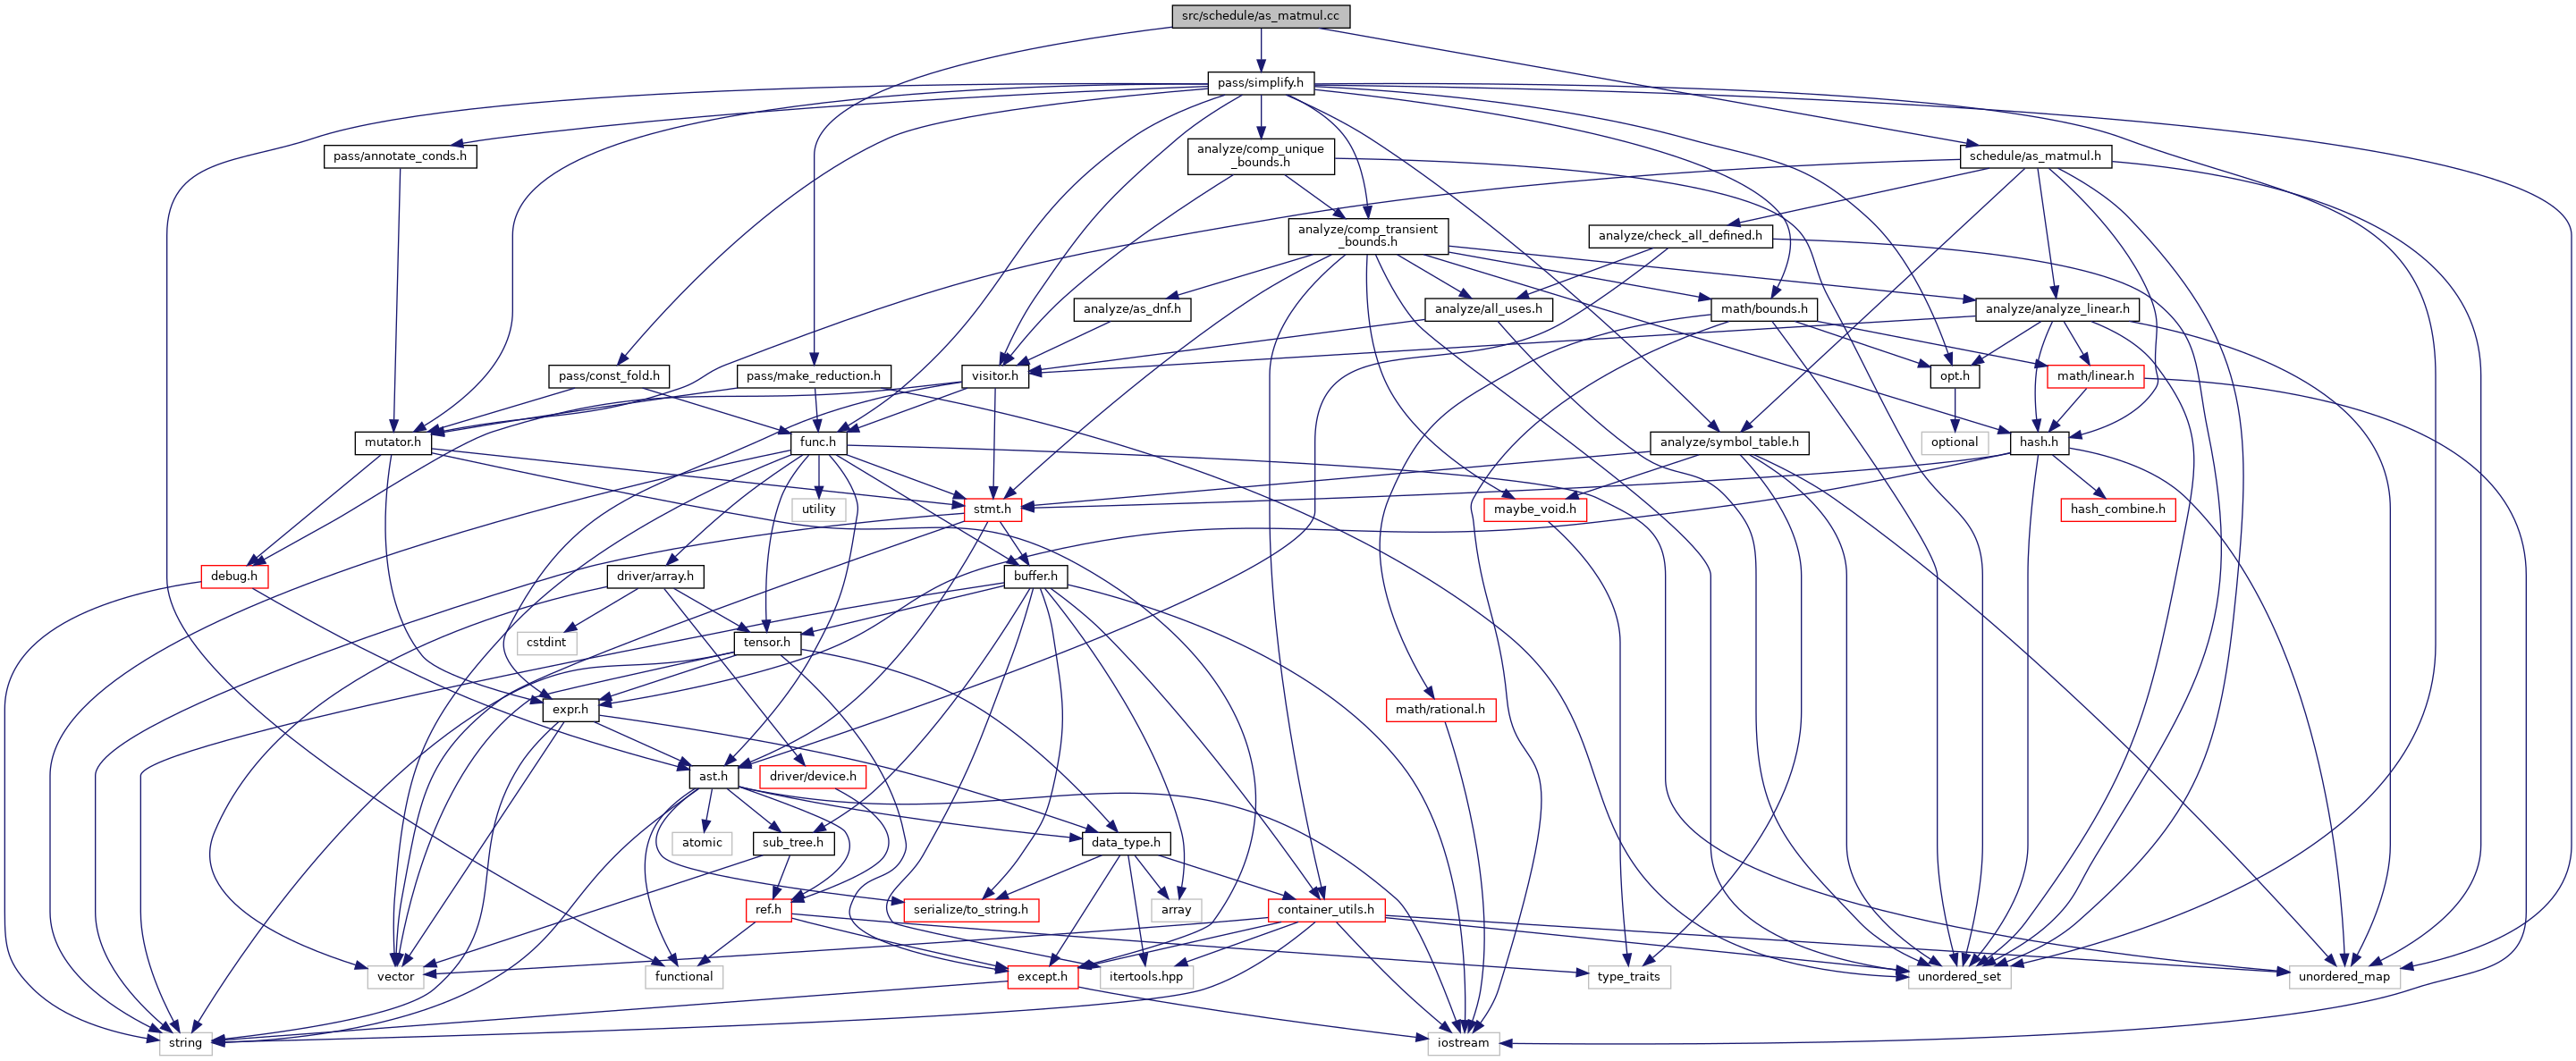 src/schedule/as_matmul.cc
pass/simplify.h
pass/annotate_conds.h
analyze/comp_unique
_bounds.h
schedule/as_matmul.h
analyze/comp_transient
_bounds.h
analyze/check_all_defined.h
analyze/as_dnf.h
analyze/all_uses.h
math/bounds.h
analyze/analyze_linear.h
pass/const_fold.h
pass/make_reduction.h
visitor.h
opt.h
math/linear.h
mutator.h
func.h
analyze/symbol_table.h
optional
hash.h
utility
stmt.h
maybe_void.h
hash_combine.h
debug.h
driver/array.h
buffer.h
cstdint
tensor.h
expr.h
math/rational.h
ast.h
driver/device.h
atomic
sub_tree.h
data_type.h
ref.h
serialize/to_string.h
array
container_utils.h
vector
functional
except.h
itertools.hpp
type_traits
unordered_set
unordered_map
string
iostream